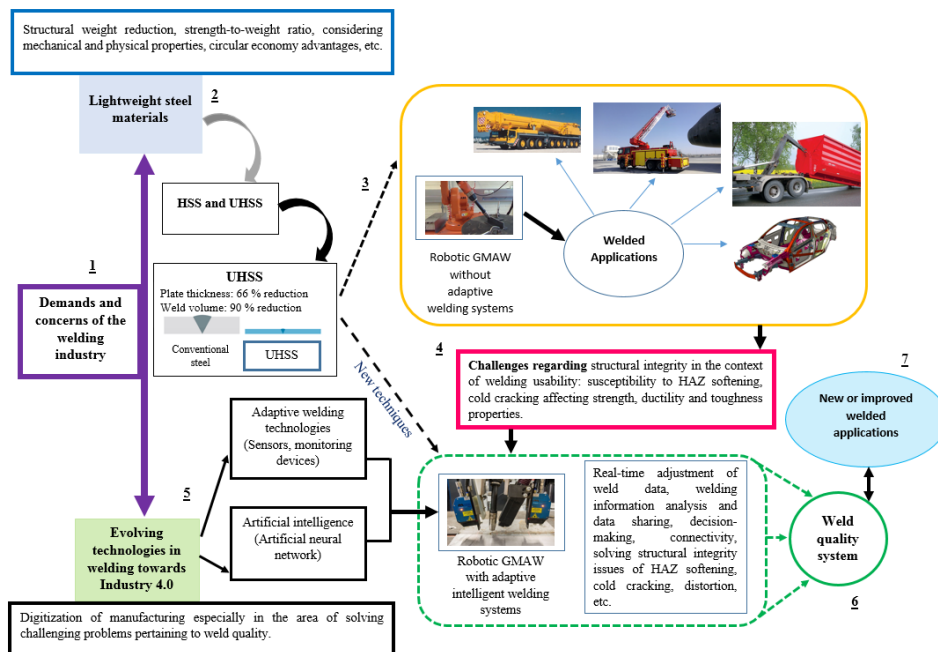 Structural weight reduction, strength-to-weight ratio, considering
mechanical and physical properties, circular economy advantages, etc.
Lightweight steel
materials
2
HSS and UHSS
3
1
Demands and
concerns of the
welding
industry
UHSS
Plate thickness: 66 % reduction
Weld volume: 90 % reduction
Conventional
steel
UHSS
Robotic GMAW
without
adaptive
welding systems
Welded
Applications
New techniques
4
Challenges regarding structural integrity in the
context of welding usability: susceptibility to HAZ softening,
cold cracking affecting strength, ductility and toughness
properties.
7
New or improved
welded
applications
Adaptive welding
technologies
(Sensors, monitoring
devices)
5
Artificial intelligence
(Artificial neural
network)
Evolving
technologies in
welding towards
Industry 4.0
Robotic GMAW
with adaptive
intelligent welding
systems
Real-time adjustment of
weld data, welding
information analysis and
data sharing, decision-
making, connectivity,
solving structural integrity
issues of HAZ softening,
cold cracking, distortion,
etc.
Weld
quality
system
6
Digitization of manufacturing especially in the area of solving
challenging problems pertaining to weld quality.